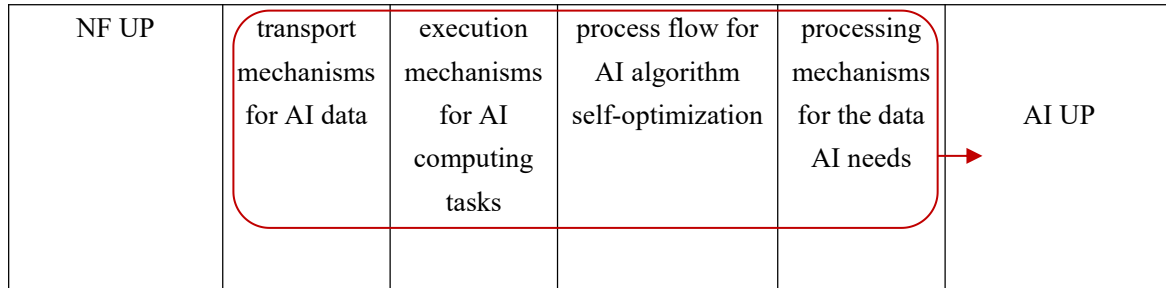 NF UP
transport
mechanisms
for AI data
execution
mechanisms
for AI
computing
tasks
process flow for
AI algorithm
self-optimization
processing
mechanisms
for the data
AI needs
AI UP